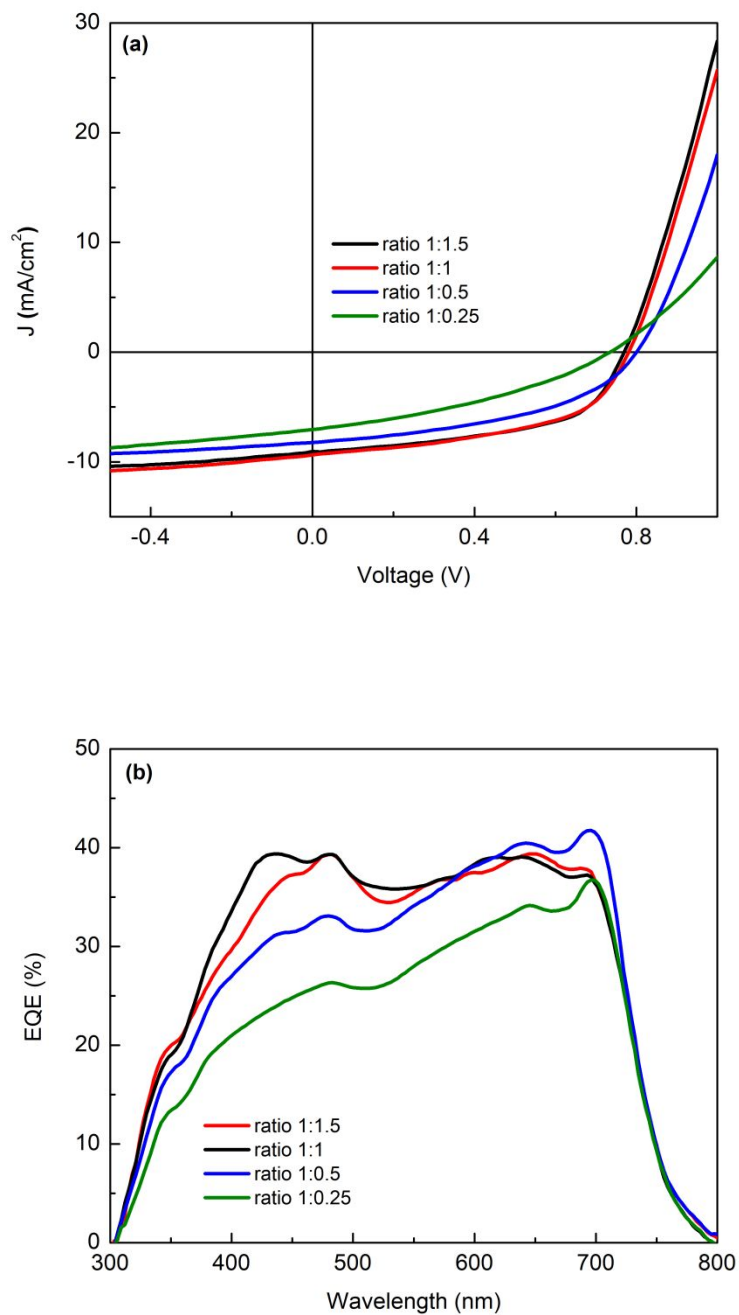 (a)
30
20
10
0
-10
J (mA/cm²)
ratio 1:1.5
ratio 1:1
ratio 1:0.5
ratio 1:0.25
-0.4 0.0 0.4 0.8
Voltage (V)
(b)
50
40
30
20
10
0
EQE (%)
ratio 1:1.5
ratio 1:1
ratio 1:0.5
ratio 1:0.25
300 400 500 600 700 800
Wavelength (nm)